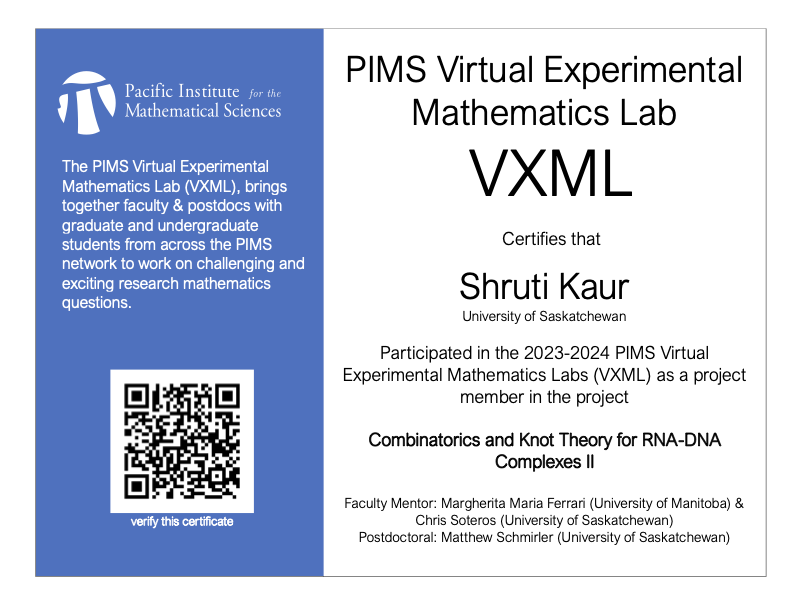 Pacific Institute for the
Mathematical Sciences
The PIMS Virtual Experimental
Mathematics Lab (VXML), brings
together faculty & postdocs with
graduate and undergraduate
students from across the PIMS
network to work on challenging and
exciting research mathematics
questions.
verify this certificate
PIMS Virtual Experimental
Mathematics Lab
VXML
Certifies that
Shruti Kaur
University of Saskatchewan
Participated in the 2023-2024 PIMS Virtual
Experimental Mathematics Labs (VXML) as a project
member in the project
Combinatorics and Knot Theory for RNA-DNA
Complexes II
Faculty Mentor: Margherita Maria Ferrari (University of Manitoba) &
Chris Soteros (University of Saskatchewan)
Postdoctoral: Matthew Schmirler (University of Saskatchewan)